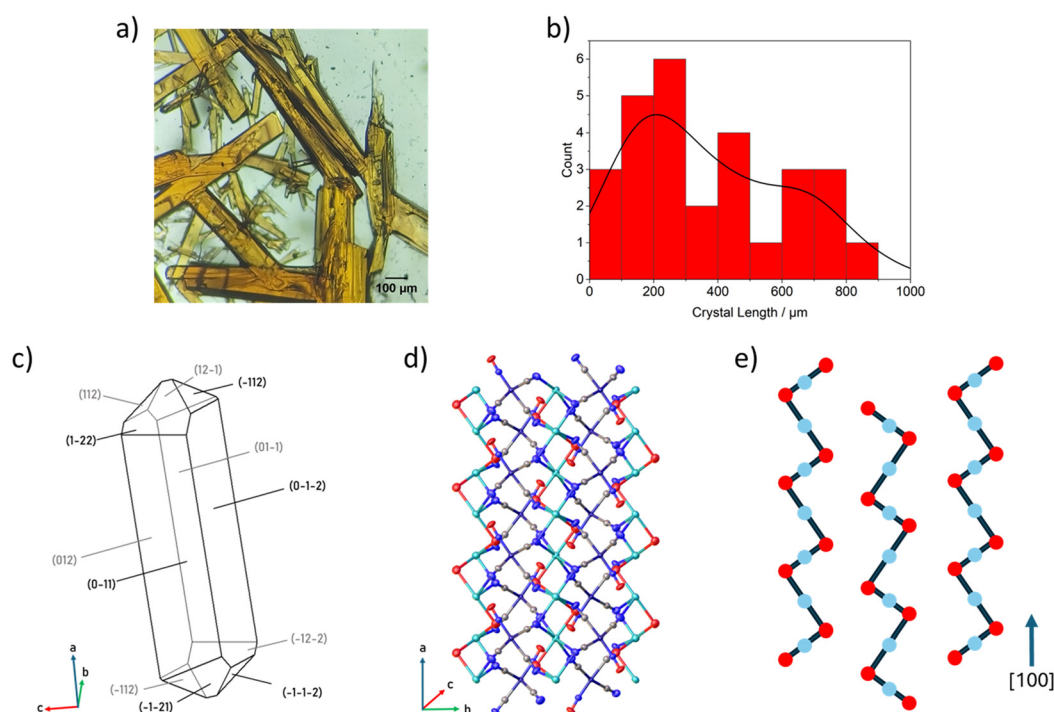 a)
100 µm
b)
Count
6
5
4
3
2
1
0
0
200
400
600
800
1000
Crystal Length / µm
c)
(12-1)
(112)
(-112)
(1-22)
(01-1)
(0-1-2)
(012)
(0-11)
(-12-2)
(-112)
(-1-1-2)
(-1-21)
a
b
c
d)
a
c
b
e)
[100]